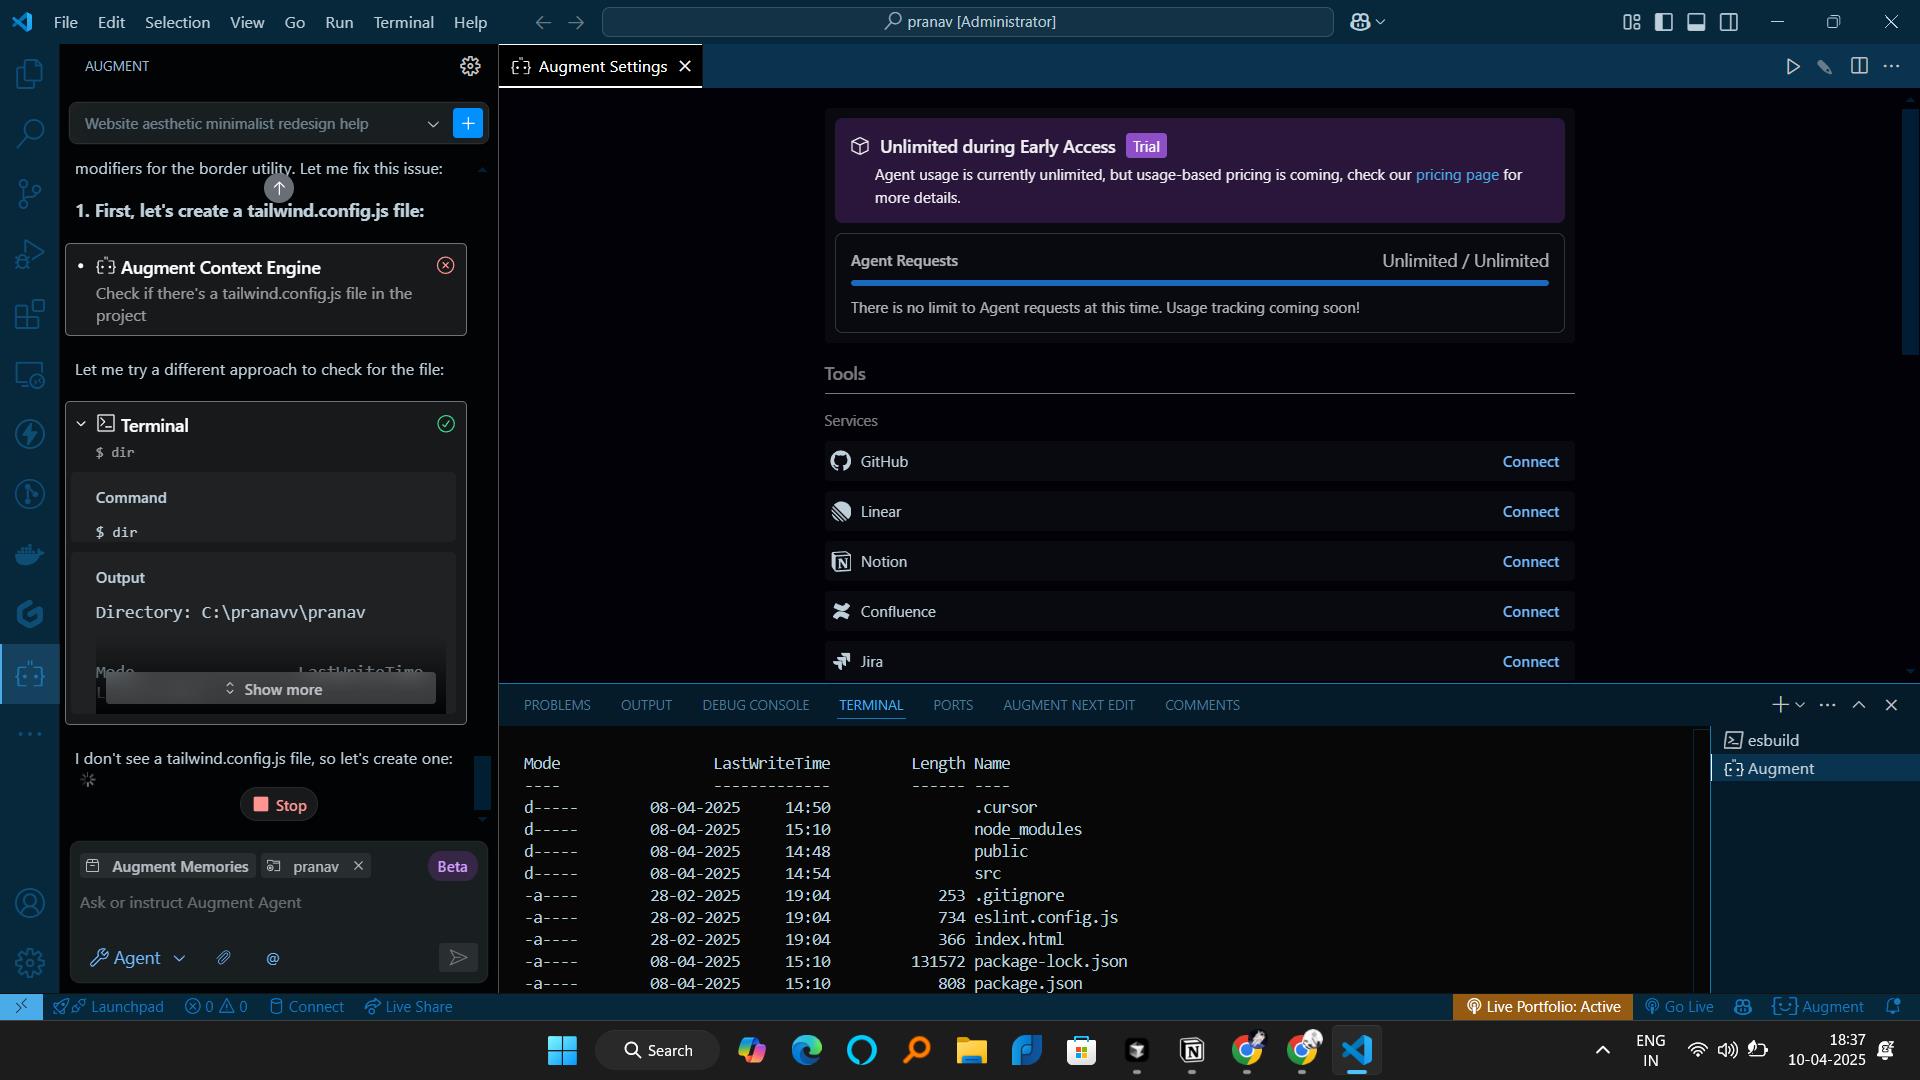 File Edit Selection View Go Run Terminal Help
pranav [Administrator]
AUGMENT
Website aesthetic minimalist redesign help
modifiers for the border utility. Let me fix this issue:
1. First, let's create a tailwind.config.js file:
Augment Context Engine
Check if there's a tailwind.config.js file in the
project
Let me try a different approach to check for the file:
Terminal
$ dir
Command
$ dir
Output
Directory: C:\pranavv\pranav
Mode LastWriteTime
L
Show more
I don't see a tailwind.config.js file, so let's create one:
Stop
Augment Memories pranav Beta
Ask or instruct Augment Agent
Agent @
Augment Settings
Unlimited during Early Access Trial
Agent usage is currently unlimited, but usage-based pricing is coming, check our pricing page for
more details.
Agent Requests Unlimited / Unlimited
There is no limit to Agent requests at this time. Usage tracking coming soon!
Tools
Services
GitHub Connect
Linear Connect
Notion Connect
Confluence Connect
Jira Connect
PROBLEMS OUTPUT DEBUG CONSOLE TERMINAL PORTS AUGMENT NEXT EDIT COMMENTS
Mode LastWriteTime Length Name
---- ------------- ------ ----
d----- 08-04-2025 14:50 .cursor
d----- 08-04-2025 15:10 node_modules
d----- 08-04-2025 14:48 public
d----- 08-04-2025 14:54 src
-a---- 28-02-2025 19:04 253 .gitignore
-a---- 28-02-2025 19:04 734 eslint.config.js
-a---- 28-02-2025 19:04 366 index.html
-a---- 08-04-2025 15:10 131572 package-lock.json
-a---- 08-04-2025 15:10 808 package.json
esbuild
Augment
Launchpad 0 0 Connect Live Share
Live Portfolio: Active Go Live Augment
Search
ENG
IN
18:37
10-04-2025